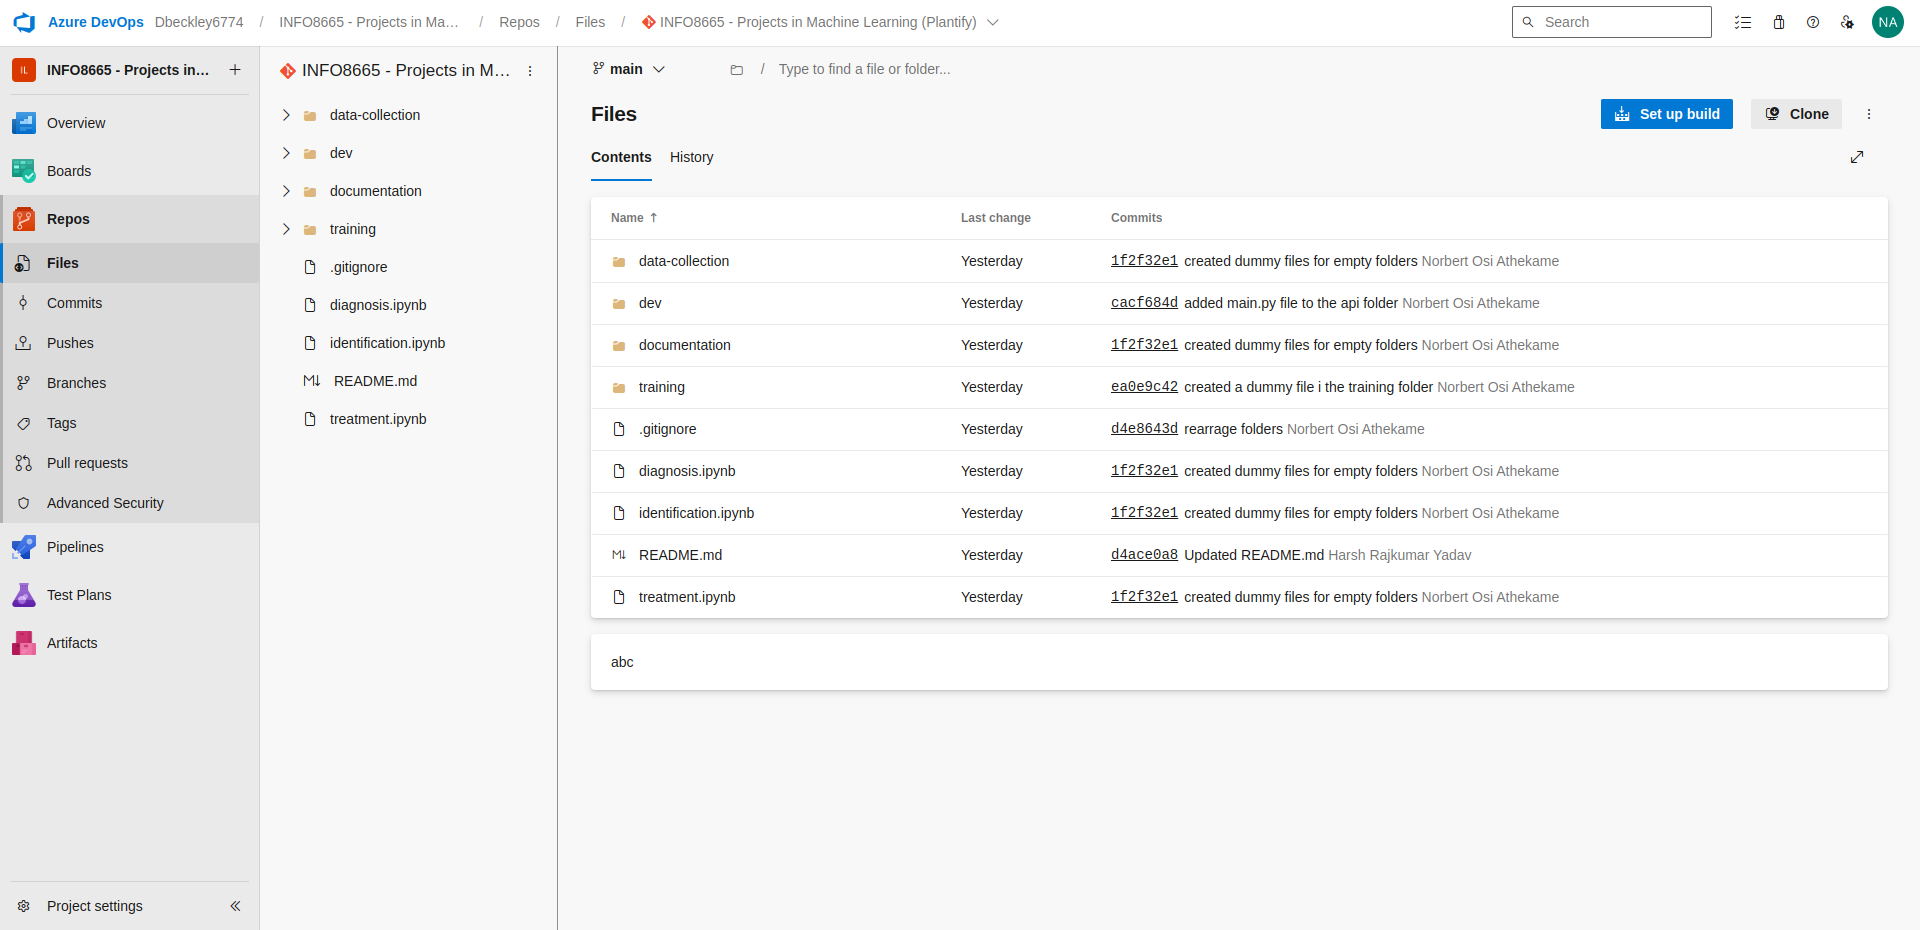 Azure DevOps Dbeckley6774 / INFO8665 - Projects in Ma... / Repos / Files / INFO8665 - Projects in Machine Learning (Plantify) Search NA
IL INFO8665 - Projects in... +
Overview
Boards
Repos
Files
Commits
Pushes
Branches
Tags
Pull requests
Advanced Security
Pipelines
Test Plans
Artifacts
Project settings
INFO8665 - Projects in M...
data-collection
dev
documentation
training
.gitignore
diagnosis.ipynb
identification.ipynb
M↓ README.md
treatment.ipynb
main / Type to find a file or folder...
Files Set up build Clone
Contents History
Name ↑ Last change Commits
data-collection Yesterday 1f2f32e1 created dummy files for empty folders Norbert Osi Athekame
dev Yesterday cacf684d added main.py file to the api folder Norbert Osi Athekame
documentation Yesterday 1f2f32e1 created dummy files for empty folders Norbert Osi Athekame
training Yesterday ea0e9c42 created a dummy file i the training folder Norbert Osi Athekame
.gitignore Yesterday d4e8643d rearrage folders Norbert Osi Athekame
diagnosis.ipynb Yesterday 1f2f32e1 created dummy files for empty folders Norbert Osi Athekame
identification.ipynb Yesterday 1f2f32e1 created dummy files for empty folders Norbert Osi Athekame
M↓ README.md Yesterday d4ace0a8 Updated README.md Harsh Rajkumar Yadav
treatment.ipynb Yesterday 1f2f32e1 created dummy files for empty folders Norbert Osi Athekame
abc